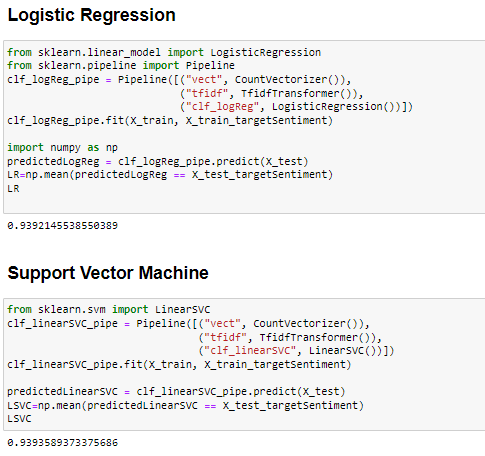 Logistic Regression
from sklearn.linear_model import LogisticRegression
from sklearn.pipeline import Pipeline
clf_logReg_pipe = Pipeline([("vect", CountVectorizer()),
("tfidf", TfidfTransformer()),
("clf_logReg", LogisticRegression())])
clf_logReg_pipe.fit(X_train, X_train_targetSentiment)
import numpy as np
predictedLogReg = clf_logReg_pipe.predict(X_test)
LR=np.mean(predictedLogReg == X_test_targetSentiment)
LR
0.9392145538550389
Support Vector Machine
from sklearn.svm import LinearSVC
clf_linearSVC_pipe = Pipeline([("vect", CountVectorizer()),
("tfidf", TfidfTransformer()),
("clf_linearSVC", LinearSVC())])
clf_linearSVC_pipe.fit(X_train, X_train_targetSentiment)
predictedLinearSVC = clf_linearSVC_pipe.predict(X_test)
LSVC=np.mean(predictedLinearSVC == X_test_targetSentiment)
LSVC
0.9393589373375686